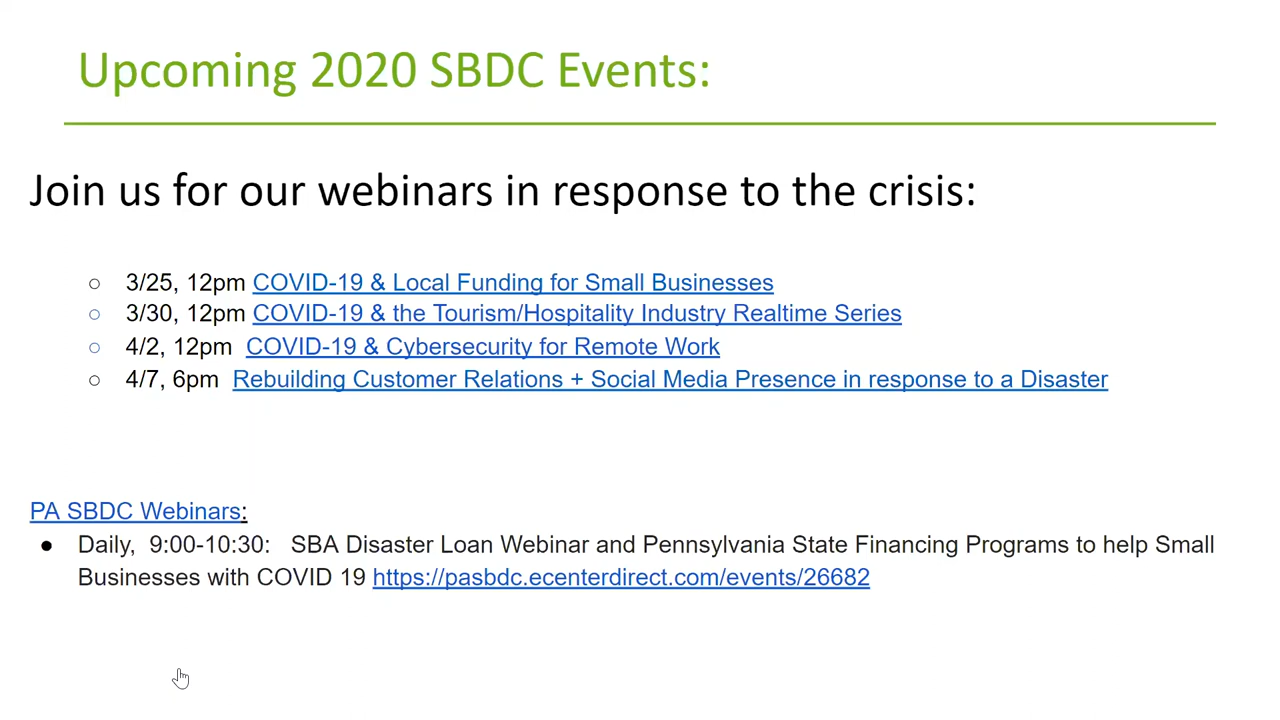 Upcoming 2020 SBDC Events:
Join us for our webinars in response to the crisis:
○ 3/25, 12pm COVID-19 & Local Funding for Small Businesses
○ 3/30, 12pm COVID-19 & the Tourism/Hospitality Industry Realtime Series
○ 4/2, 12pm COVID-19 & Cybersecurity for Remote Work
○ 4/7, 6pm Rebuilding Customer Relations + Social Media Presence in response to a Disaster
PA SBDC Webinars:
● Daily, 9:00-10:30: SBA Disaster Loan Webinar and Pennsylvania State Financing Programs to help Small
Businesses with COVID 19 https://pasbdc.ecenterdirect.com/events/26682